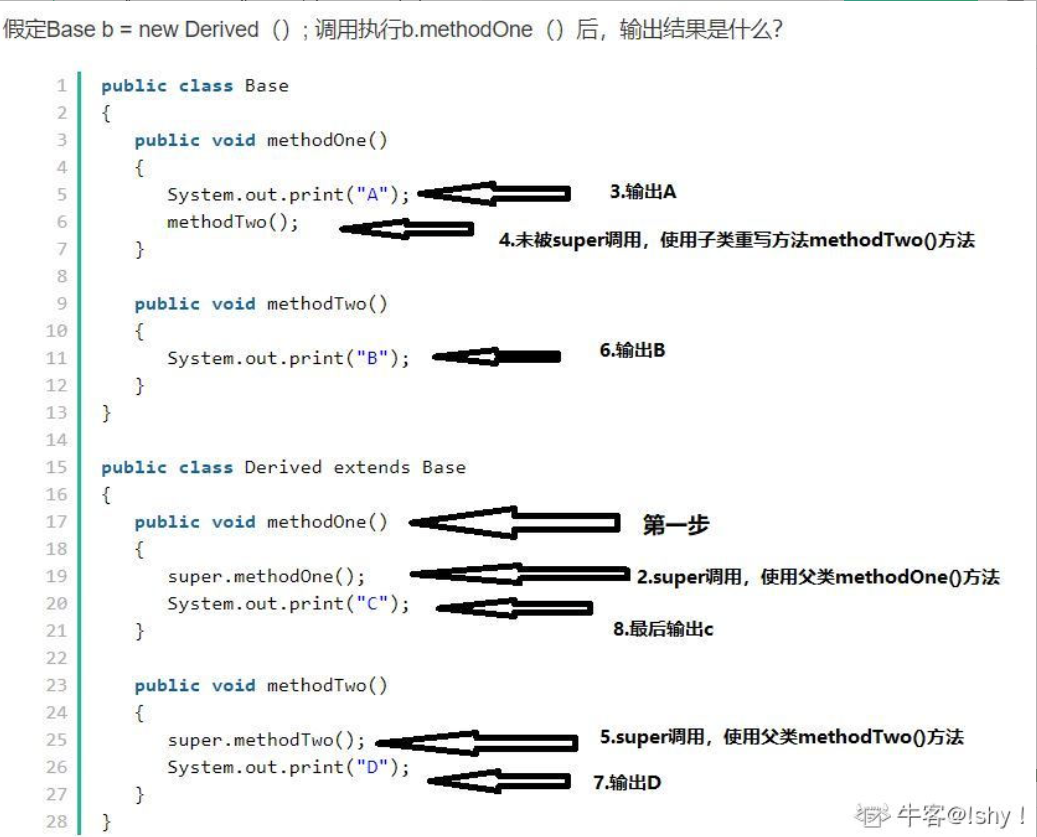 假定Base b = new Derived（）; 调用执行b.methodOne（）后，输出结果是什么？
1 public class Base
2 {
3 public void methodOne()
4 {
5 System.out.print("A"); 3.输出A
6 methodTwo(); 4.未被super调用，使用子类重写方法methodTwo()方法
7 }
8
9 public void methodTwo()
10 {
11 System.out.print("B"); 6.输出B
12 }
13 }
14
15 public class Derived extends Base
16 {
17 public void methodOne() 第一步
18 {
19 super.methodOne(); 2.super调用，使用父类methodOne()方法
20 System.out.print("C"); 8.最后输出c
21 }
22
23 public void methodTwo()
24 {
25 super.methodTwo(); 5.super调用，使用父类methodTwo()方法
26 System.out.print("D"); 7.输出D
27 }
28 }
牛客@lshy！